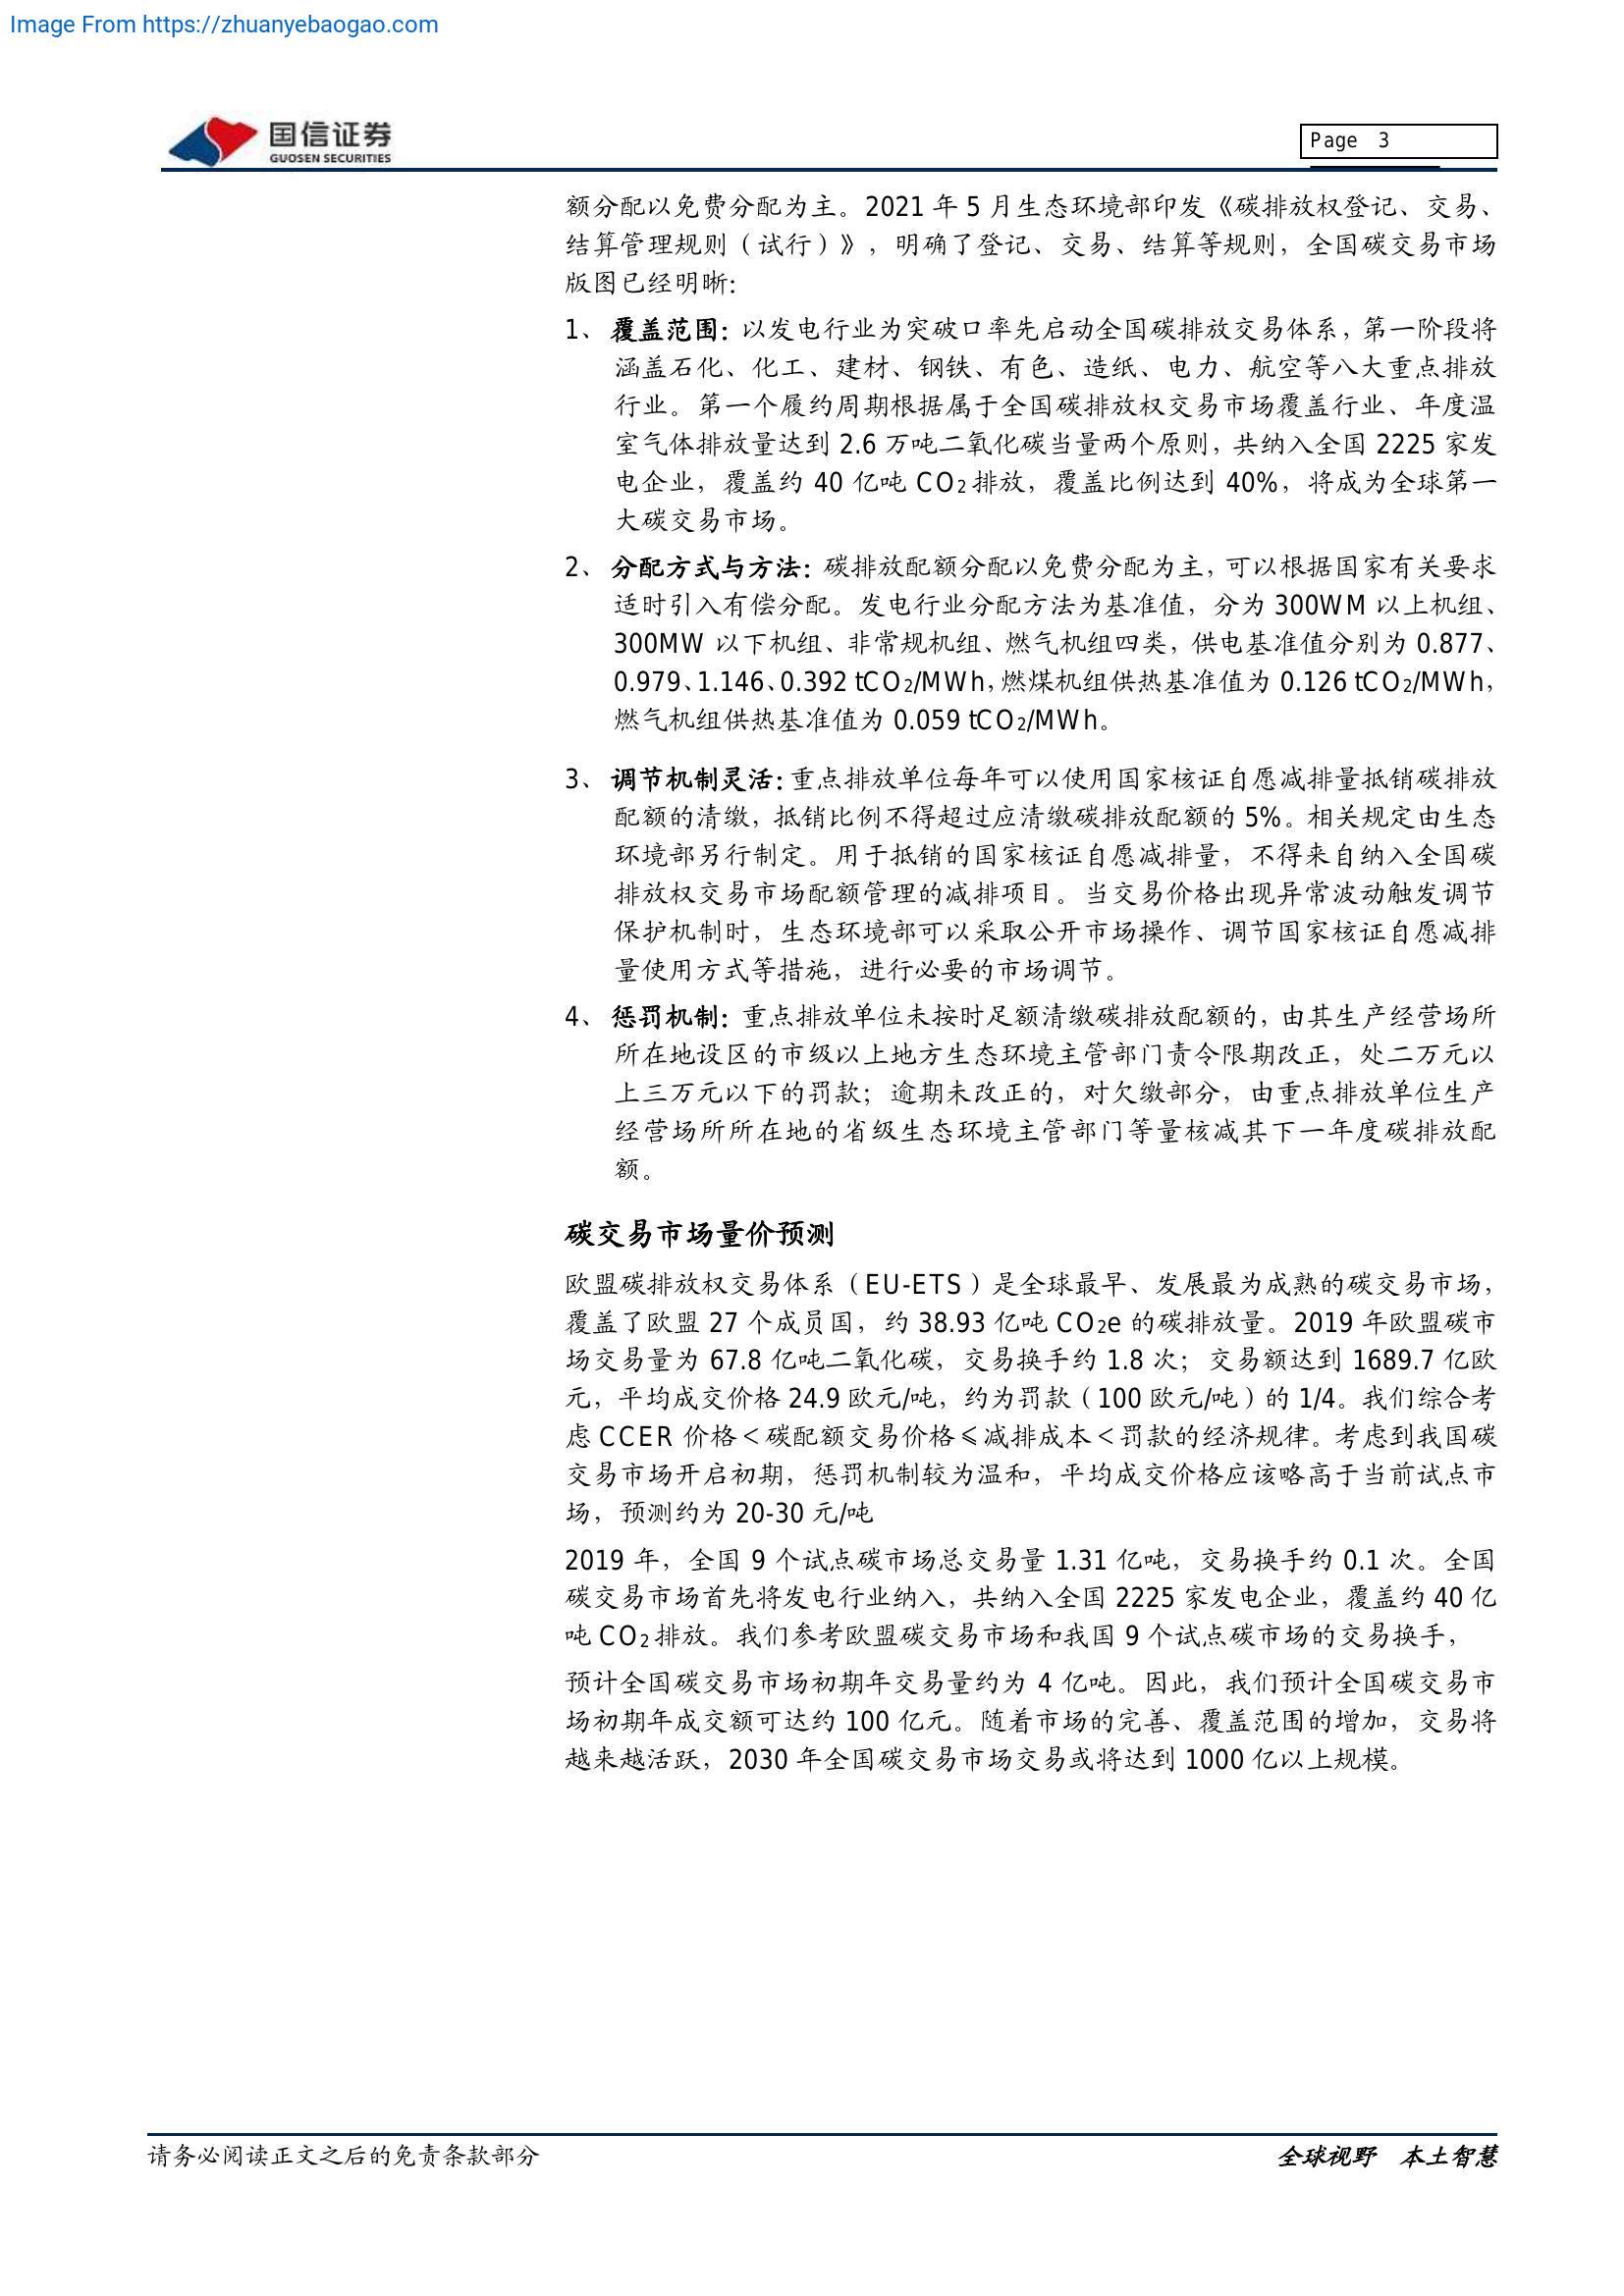 Image From https://zhuanyebaogao.com
国信证券
GUOSEN SECURITIES
Page 3
额分配以免费分配为主。2021 年 5 月生态环境部印发《碳排放权登记、交易、
结算管理规则（试行）》，明确了登记、交易、结算等规则，全国碳交易市场
版图已经明晰：
1、 覆盖范围：以发电行业为突破口率先启动全国碳排放交易体系，第一阶段将
涵盖石化、化工、建材、钢铁、有色、造纸、电力、航空等八大重点排放
行业。第一个履约周期根据属于全国碳排放权交易市场覆盖行业、年度温
室气体排放量达到 2.6 万吨二氧化碳当量两个原则，共纳入全国 2225 家发
电企业，覆盖约 40 亿吨 CO₂排放，覆盖比例达到 40%，将成为全球第一
大碳交易市场。
2、 分配方式与方法：碳排放配额分配以免费分配为主，可以根据国家有关要求
适时引入有偿分配。发电行业分配方法为基准值，分为 300WM 以上机组、
300MW 以下机组、非常规机组、燃气机组四类，供电基准值分别为 0.877、
0.979、1.146、0.392 tCO₂/MWh，燃煤机组供热基准值为 0.126 tCO₂/MWh，
燃气机组供热基准值为 0.059 tCO₂/MWh。
3、 调节机制灵活：重点排放单位每年可以使用国家核证自愿减排量抵销碳排放
配额的清缴，抵销比例不得超过应清缴碳排放配额的 5%。相关规定由生态
环境部另行制定。用于抵销的国家核证自愿减排量，不得来自纳入全国碳
排放权交易市场配额管理的减排项目。当交易价格出现异常波动触发调节
保护机制时，生态环境部可以采取公开市场操作、调节国家核证自愿减排
量使用方式等措施，进行必要的市场调节。
4、 惩罚机制：重点排放单位未按时足额清缴碳排放配额的，由其生产经营场所
所在地设区的市级以上地方生态环境主管部门责令限期改正，处二万元以
上三万元以下的罚款；逾期未改正的，对欠缴部分，由重点排放单位生产
经营场所所在地的省级生态环境主管部门等量核减其下一年度碳排放配
额。
碳交易市场量价预测
欧盟碳排放权交易体系（EU-ETS）是全球最早、发展最为成熟的碳交易市场，
覆盖了欧盟 27 个成员国，约 38.93 亿吨 CO₂e 的碳排放量。2019 年欧盟碳市
场交易量为 67.8 亿吨二氧化碳，交易换手约 1.8 次；交易额达到 1689.7 亿欧
元，平均成交价格 24.9 欧元/吨，约为罚款（100 欧元/吨）的 1/4。我们综合考
虑 CCER 价格＜碳配额交易价格≤减排成本＜罚款的经济规律。考虑到我国碳
交易市场开启初期，惩罚机制较为温和，平均成交价格应该略高于当前试点市
场，预测约为 20-30 元/吨
2019 年，全国 9 个试点碳市场总交易量 1.31 亿吨，交易换手约 0.1 次。全国
碳交易市场首先将发电行业纳入，共纳入全国 2225 家发电企业，覆盖约 40 亿
吨 CO₂排放。我们参考欧盟碳交易市场和我国 9 个试点碳市场的交易换手，
预计全国碳交易市场初期年交易量约为 4 亿吨。因此，我们预计全国碳交易市
场初期年成交额可达约 100 亿元。随着市场的完善、覆盖范围的增加，交易将
越来越活跃，2030 年全国碳交易市场交易或将达到 1000 亿以上规模。
请务必阅读正文之后的免责条款部分
全球视野 本土智慧